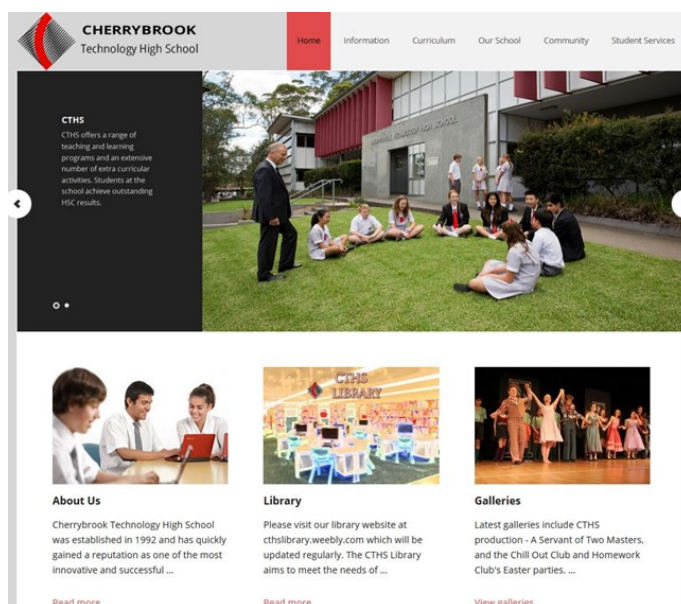 CHERRYBROOK
Technology High School
Home
Information
Curriculum
Our School
Community
Student Services
CTHS
CTHS offers a range of
teaching and learning
programs and an extensive
number of extra curricular
activities. Students at the
school achieve outstanding
HSC results.
CHERRYBROOK TECHNOLOGY HIGH SCHOOL
CTHS
LIBRARY
About Us
Cherrybrook Technology High School
was established in 1992 and has quickly
gained a reputation as one of the most
innovative and successful ...
Read more
Library
Please visit our library website at
cthslibrary.weebly.com which will be
updated regularly. The CTHS Library
aims to meet the needs of ...
Read more
Galleries
Latest galleries include CTHS
production - A Servant of Two Masters,
and the Chill Out Club and Homework
Club's Easter parties. ...
View galleries